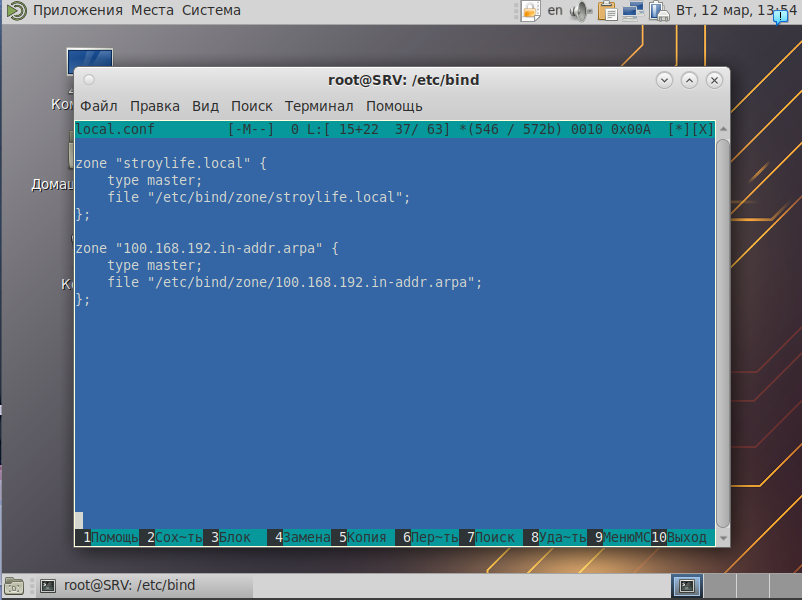 Приложения Места Система
en
Вт, 12 мар, 13:54
root@SRV: /etc/bind
Файл Правка Вид Поиск Терминал Помощь
local.conf [-M--] 0 L:[ 15+22 37/ 63] *(546 / 572b) 0010 0x00A [*][X]
zone "stroylife.local" {
type master;
file "/etc/bind/zone/stroylife.local";
};
zone "100.168.192.in-addr.arpa" {
type master;
file "/etc/bind/zone/100.168.192.in-addr.arpa";
};
1Помощь 2Сох~ть 3Блок 4Замена 5Копия 6Пер~ть 7Поиск 8Уда~ть 9МенюMC 10Выход
root@SRV: /etc/bind